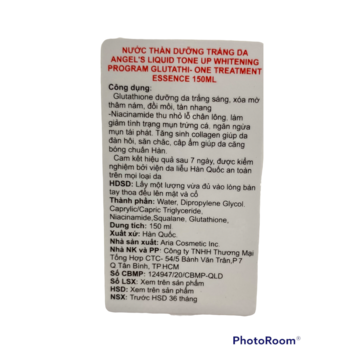 NƯỚC THẦN DƯỠNG TRẮNG DA
ANGEL'S LIQUID TONE UP WHITENING
PROGRAM GLUTATHI- ONE TREATMENT
ESSENCE 150ML
Công dụng:
Glutathione dưỡng da trắng sáng, xóa mờ
thâm nám, đồi mồi, tàn nhang
-Niacinamide thu nhỏ lỗ chân lông, làm
giảm tình trạng mụn trứng cá, ngăn ngừa
mụn tái phát. Tăng sinh collagen giúp da
đàn hồi, săn chắc, cấp ẩm giúp da căng
bóng chuẩn Hàn.
Cam kết hiệu quả sau 7 ngày, được kiểm
nghiệm bởi viện da liễu Hàn Quốc an toàn
trên mọi loại da
HDSD: Lấy một lượng vừa đủ vào lòng bàn
tay thoa đều lên mặt và cổ
Thành phần: Water, Dipropylene Glycol,
Caprylic/Capric Triglyceride,
Niacinamide,Squalane, Glutathione,
Dung tích: 150 ml
Xuất xứ: Hàn Quốc.
Nhà sản xuất: Aria Cosmetic Inc.
Nhà NK và PP: Công ty TNHH Thương Mại
Tổng Hợp CTC- 54/5 Bành Văn Trân,P 7
Q Tân Bình, TP.HCM
Số CBMP: 124947/20/CBMP-QLD
Số LSX: Xem trên sản phẩm
HSD: Xem trên sản phẩm
NSX: Trước HSD 36 tháng
PhotoRoom®